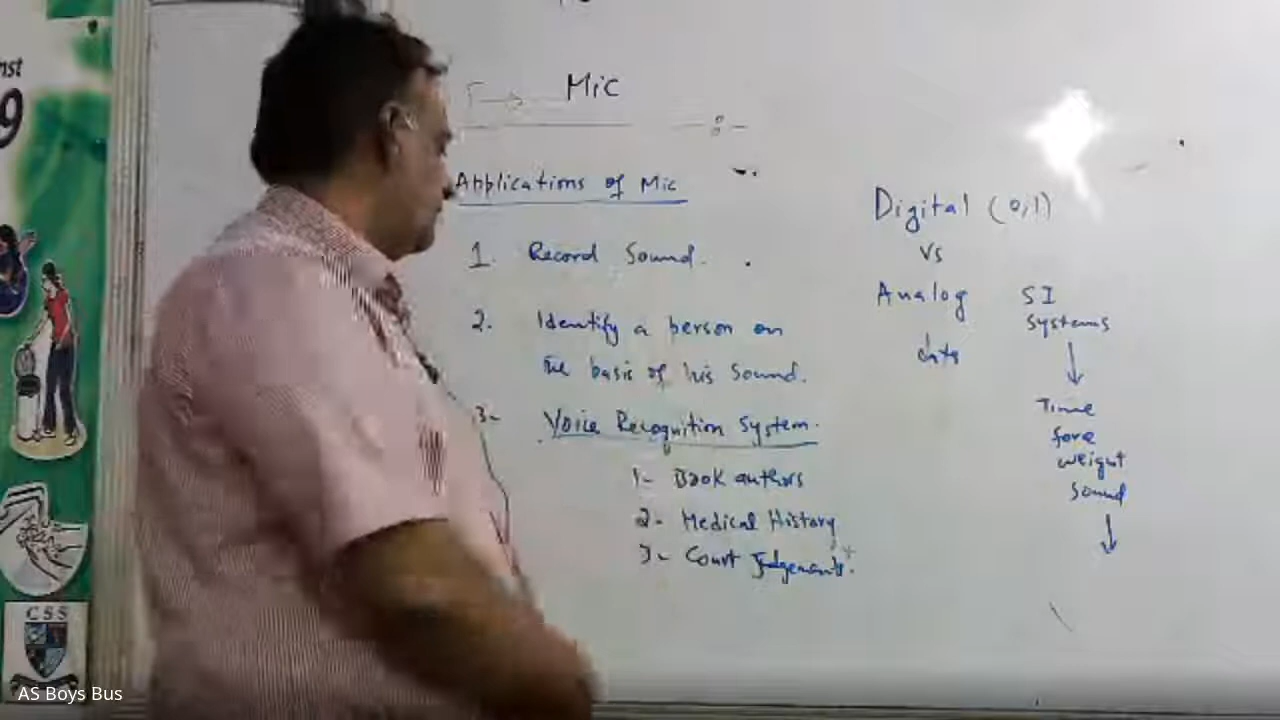 nst
9
Mic
Applications of Mic
1. Record Sound.
2. Identify a person on
the basis of his Sound.
3- Voice Recognition System.
1- Book authors
2- Medical History
3- Court Judgements.
Digital (0,1)
vs
Analog
data
SI
systems
Time
force
weight
Sound
CSS
AS Boys Bus